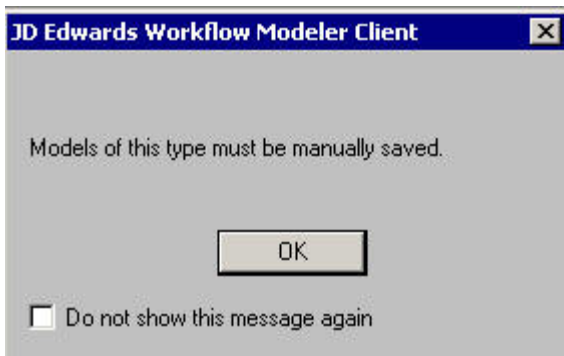 JD Edwards Workflow Modeler Client
Models of this type must be manually saved.
OK
Do not show this message again